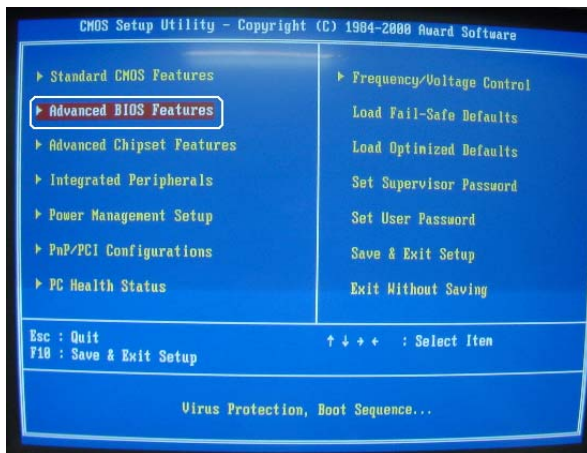 CMOS Setup Utility - Copyright (C) 1984-2000 Award Software
▶ Standard CMOS Features
▶ Advanced BIOS Features
▶ Advanced Chipset Features
▶ Integrated Peripherals
▶ Power Management Setup
▶ PnP/PCI Configurations
▶ PC Health Status
▶ Frequency/Voltage Control
Load Fail-Safe Defaults
Load Optimized Defaults
Set Supervisor Password
Set User Password
Save & Exit Setup
Exit Without Saving
Esc : Quit
F10 : Save & Exit Setup
↑ ↓ → ← : Select Item
Virus Protection, Boot Sequence...